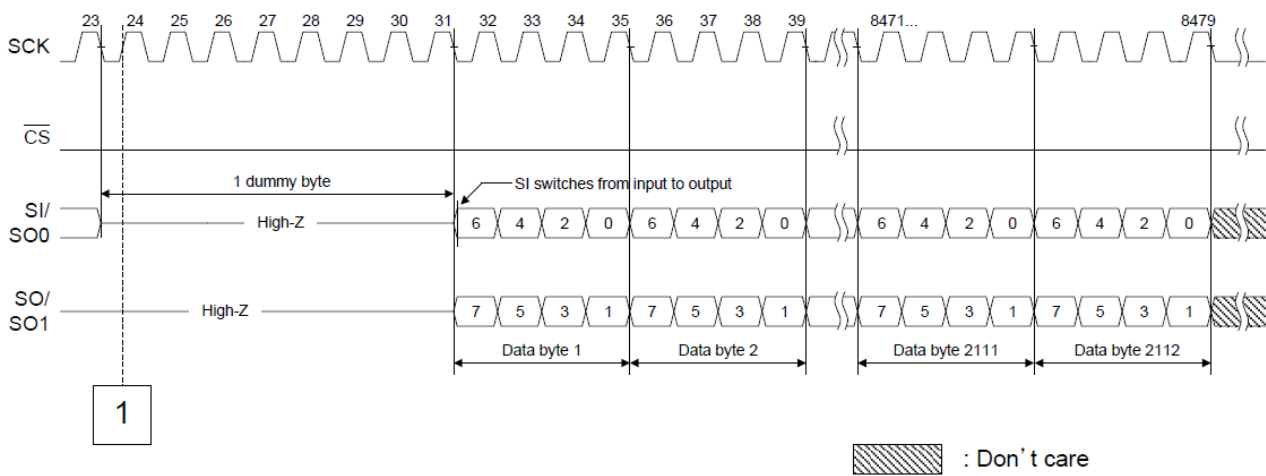 23 24 25 26 27 28 29 30 31 32 33 34 35 36 37 38 39 8471... 8479
SCK
CS
1 dummy byte
SI switches from input to output
SI/
SO0
High-Z
6 4 2 0 6 4 2 0 6 4 2 0 6 4 2 0
SO/
SO1
High-Z
7 5 3 1 7 5 3 1 7 5 3 1 7 5 3 1
Data byte 1 Data byte 2 Data byte 2111 Data byte 2112
1
: Don't care